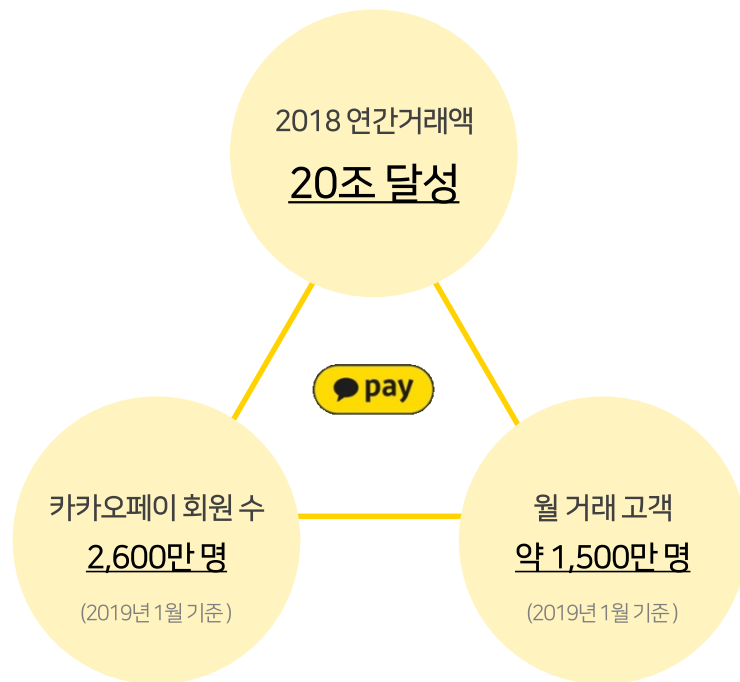 2018 연간거래액
20조 달성
pay
카카오페이 회원 수
2,600만 명
(2019년 1월 기준)
월 거래 고객
약 1,500만 명
(2019년 1월 기준)